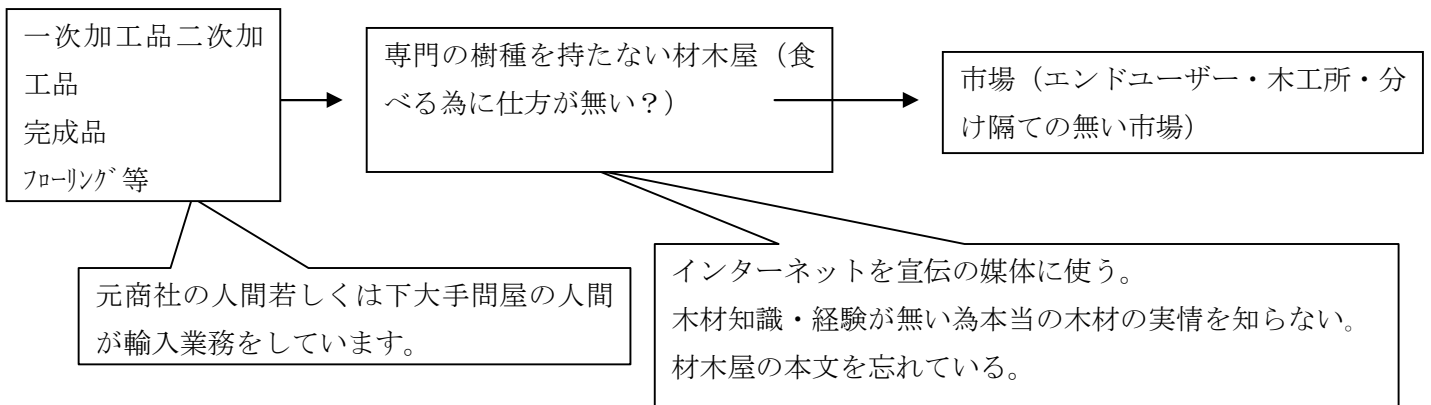 一次加工品二次加
工品
完成品
ﾌﾛｰﾘﾝｸﾞ等
専門の樹種を持たない材木屋（食
べる為に仕方が無い？）
市場（エンドユーザー・木工所・分
け隔ての無い市場）
元商社の人間若しくは下大手問屋の人間
が輸入業務をしています。
インターネットを宣伝の媒体に使う。
木材知識・経験が無い為本当の木材の実情を知らない。
材木屋の本文を忘れている。